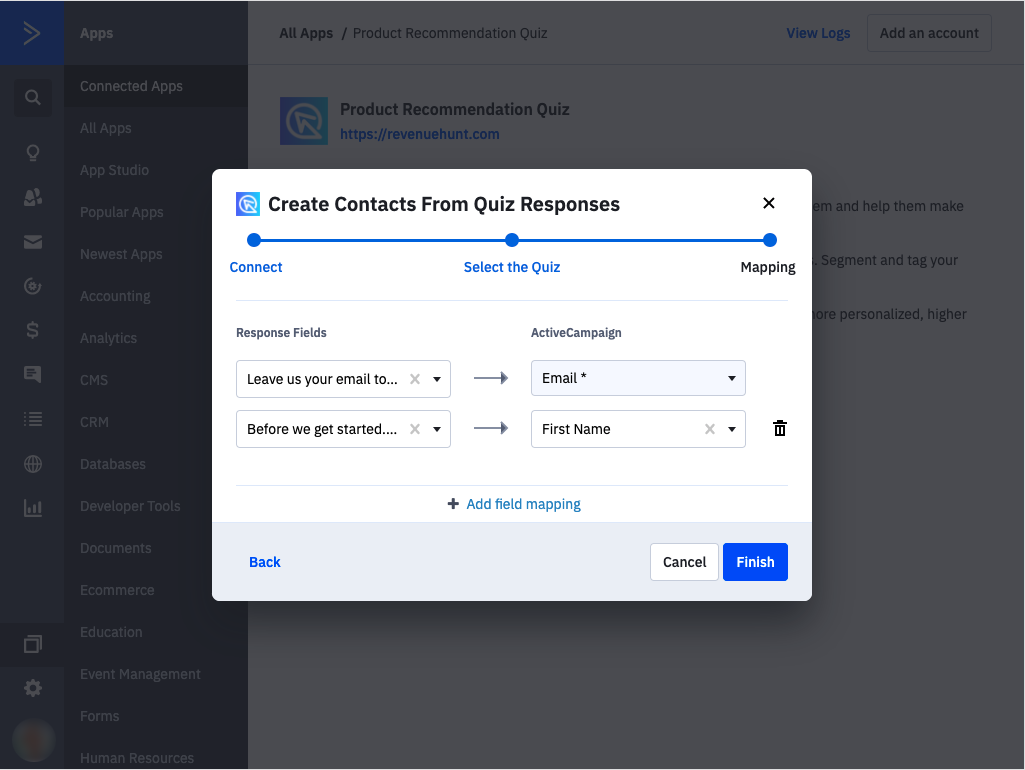 Apps
All Apps / Product Recommendation Quiz
View Logs
Add an account
Connected Apps
All Apps
App Studio
Popular Apps
Newest Apps
Accounting
Analytics
CMS
CRM
Databases
Developer Tools
Documents
Ecommerce
Education
Event Management
Forms
Human Resources
Product Recommendation Quiz
https://revenuehunt.com
em and help them make
. Segment and tag your
ore personalized, higher
Create Contacts From Quiz Responses
Connect
Select the Quiz
Mapping
Response Fields
ActiveCampaign
Leave us your email to...
Email *
Before we get started....
First Name
Add field mapping
Back
Cancel
Finish